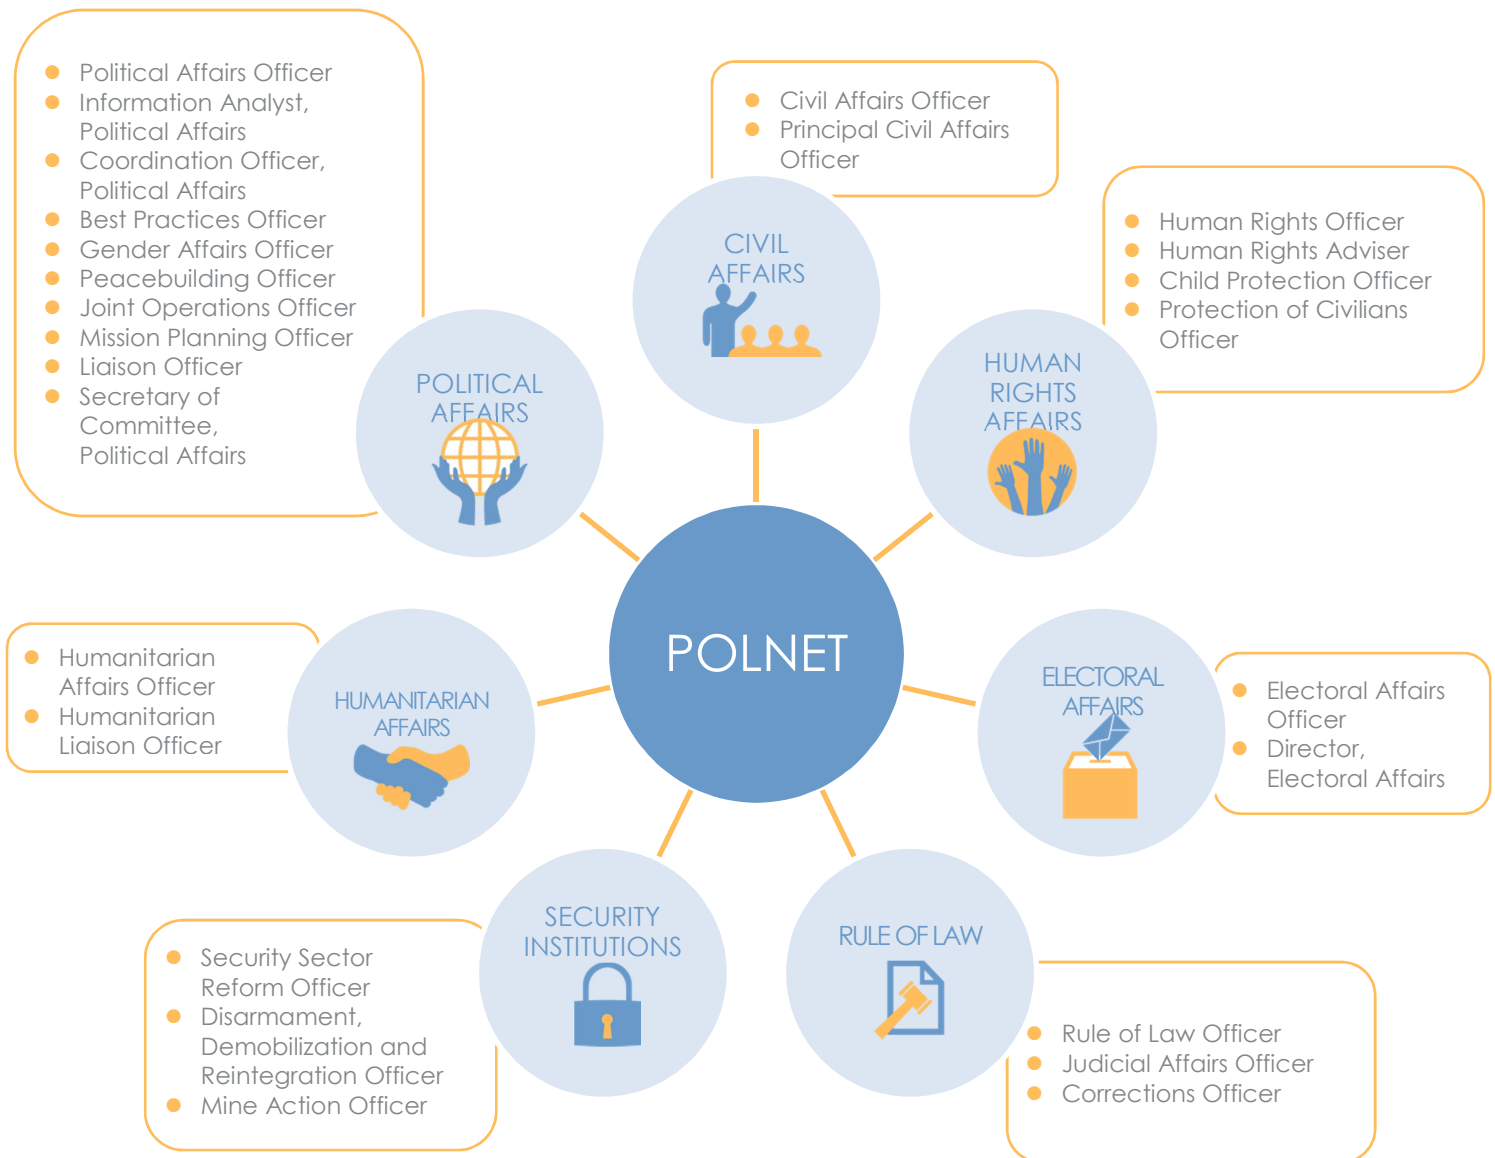 Political Affairs Officer
Information Analyst,
Political Affairs
Coordination Officer,
Political Affairs
Best Practices Officer
Gender Affairs Officer
Peacebuilding Officer
Joint Operations Officer
Mission Planning Officer
Liaison Officer
Secretary of
Committee,
Political Affairs
POLITICAL
AFFAIRS
Civil Affairs Officer
Principal Civil Affairs
Officer
CIVIL
AFFAIRS
Human Rights Officer
Human Rights Adviser
Child Protection Officer
Protection of Civilians
Officer
HUMAN
RIGHTS
AFFAIRS
POLNET
Humanitarian
Affairs Officer
Humanitarian
Liaison Officer
HUMANITARIAN
AFFAIRS
ELECTORAL
AFFAIRS
Electoral Affairs
Officer
Director,
Electoral Affairs
SECURITY
INSTITUTIONS
Security Sector
Reform Officer
Disarmament,
Demobilization and
Reintegration Officer
Mine Action Officer
RULE OF LAW
Rule of Law Officer
Judicial Affairs Officer
Corrections Officer